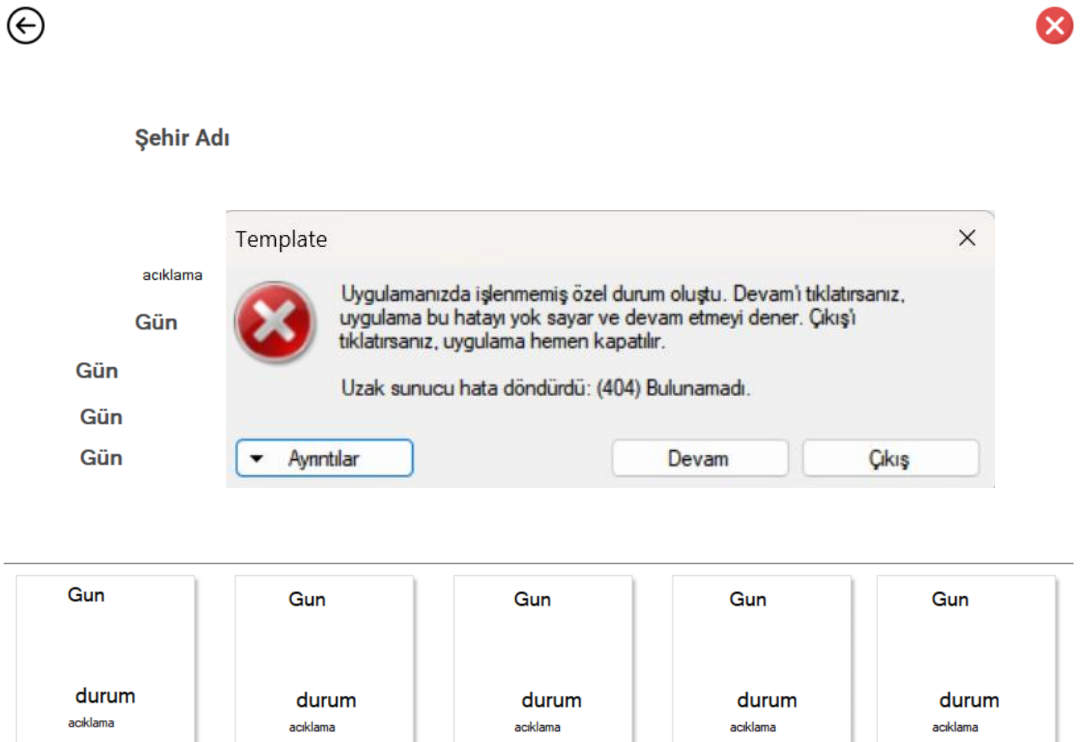 Şehir Adı
Template
acıklama
Uygulamanızda işlenmemiş özel durum oluştu. Devam'ı tıklatırsanız,
uygulama bu hatayı yok sayar ve devam etmeyi dener. Çıkış'ı
tıklatırsanız, uygulama hemen kapatılır.
Gün
Gün
Uzak sunucu hata döndürdü: (404) Bulunamadı.
Gün
Gün
Ayrıntılar
Devam
Çıkış
Gun
Gun
Gun
Gun
Gun
durum
durum
durum
durum
durum
acıklama
acıklama
acıklama
acıklama
acıklama